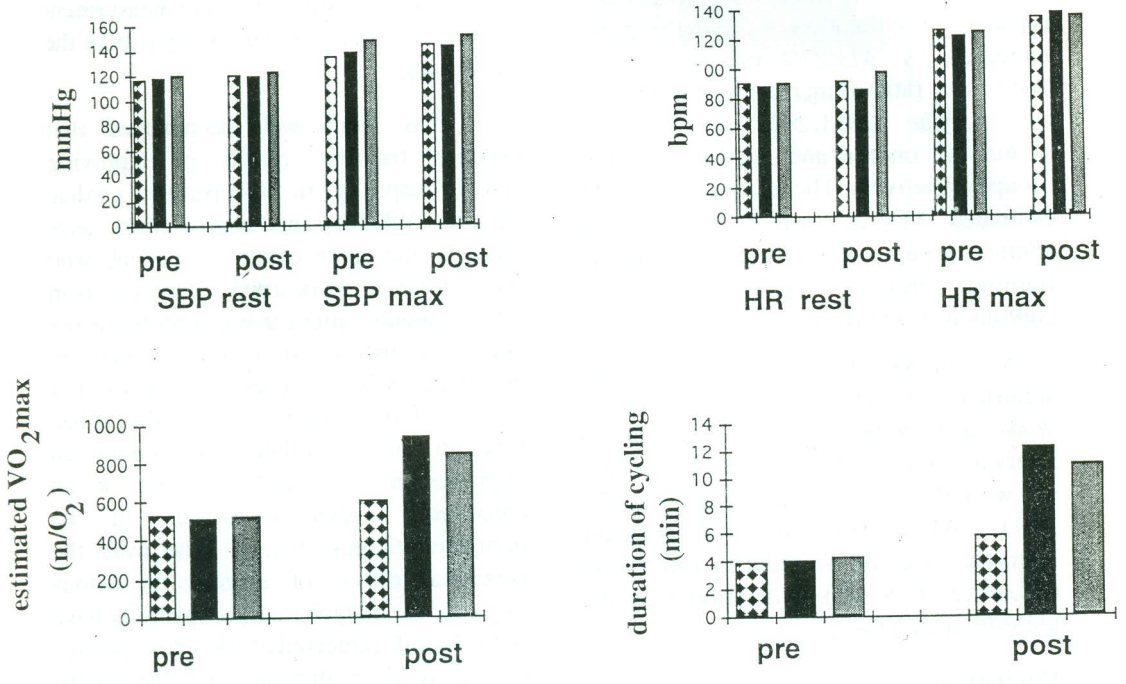 160
140
120
100
80
60
40
20
0
mmHg
pre post pre post
SBP rest SBP max
140
120
00
80
60
40
20
0
bpm
pre post pre post
HR rest HR max
1000
800
600
400
200
0
estimated VO2max
(m/O2)
pre post
14
12
10
8
6
4
2
0
duration of cycling
(min)
pre post